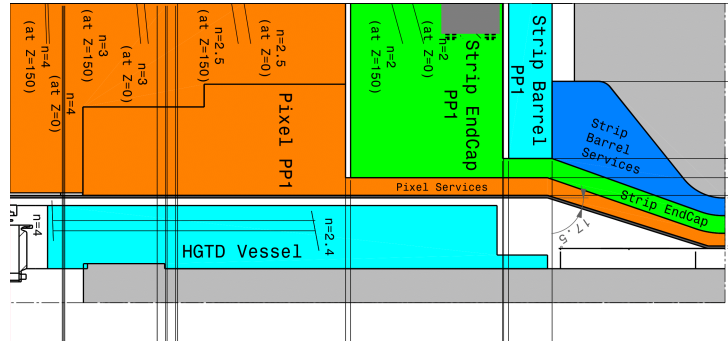 n=4
(at Z=150)
n=4
(at Z=0)
n=3
(at Z=150)
n=3
(at Z=0)
n=2.5
(at Z=150)
n=2.5
(at Z=0)
Pixel PP1
n=2
(at Z=150)
n=2
(at Z=0)
Strip EndCap
PP1
Strip Barrel
PP1
Strip
Barrel
Services
Pixel Services
Strip EndCap
17.5
n=4
n=2.4
HGTD Vessel